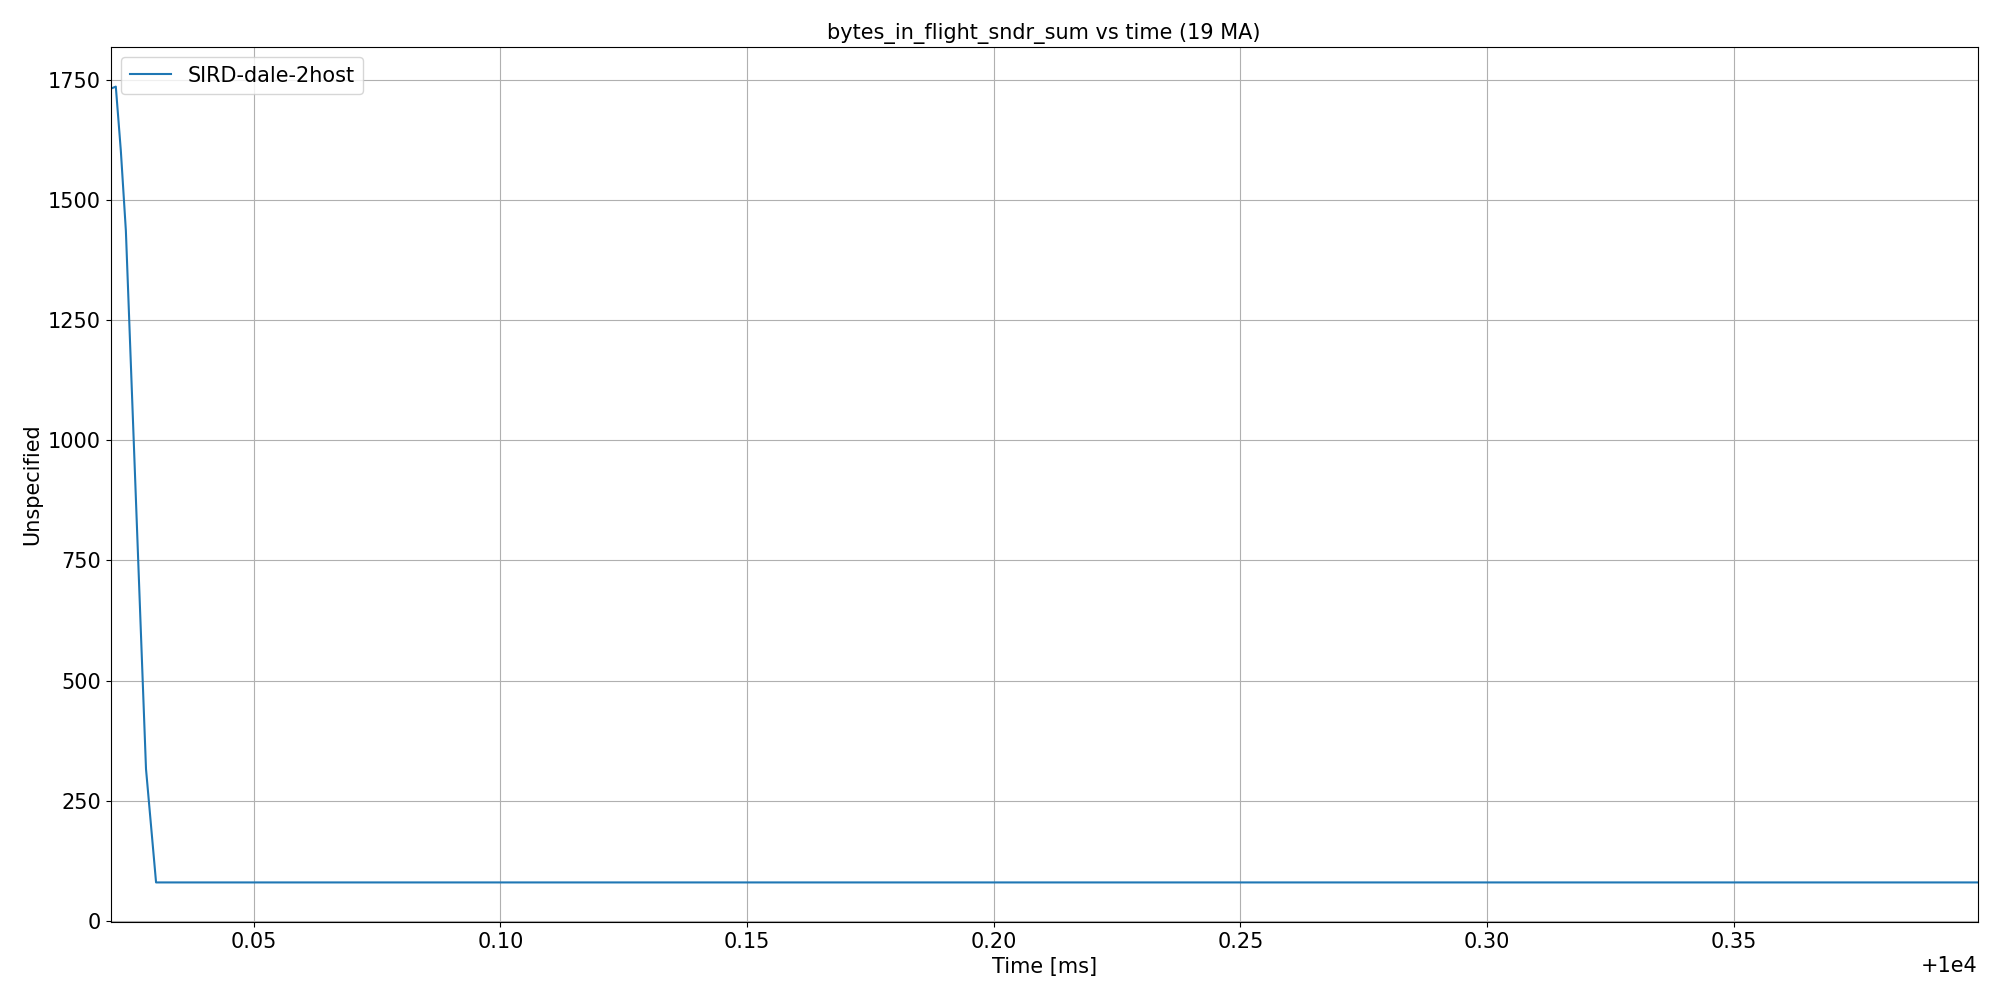 bytes_in_flight_sndr_sum vs time (19 MA)
SIRD-dale-2host
1750
1500
1250
1000
750
500
250
0
Unspecified
0.05 0.10 0.15 0.20 0.25 0.30 0.35
Time [ms]
+1e4